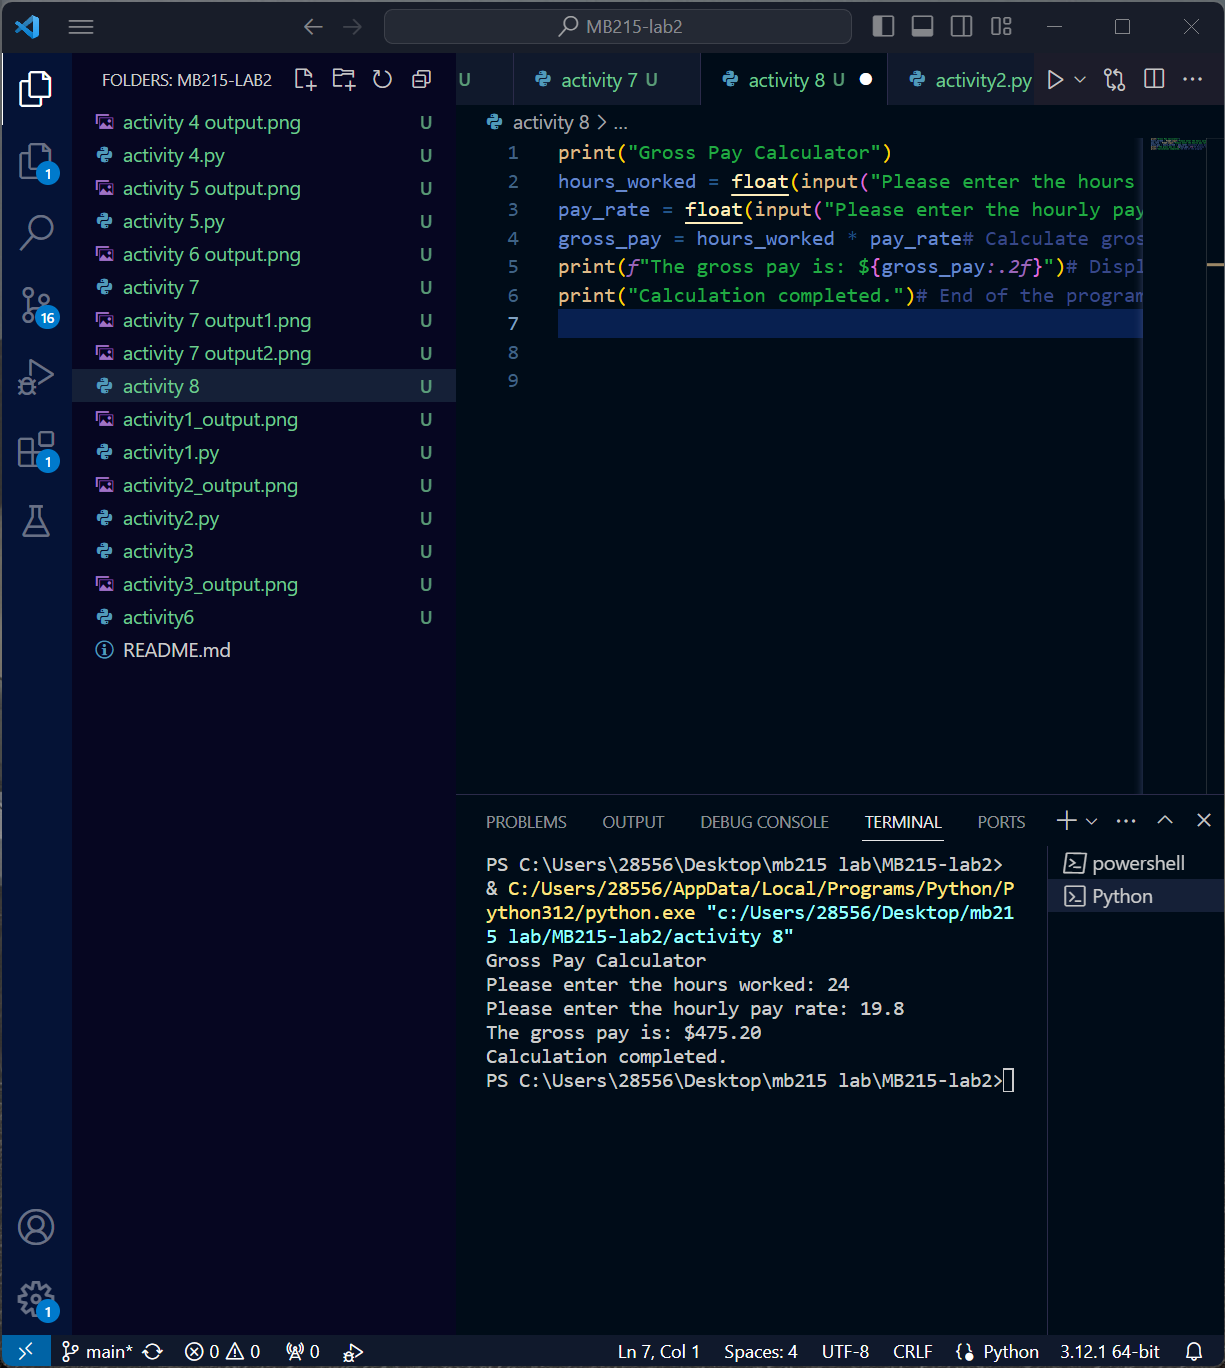 MB215-lab2
FOLDERS: MB215-LAB2
U
activity 7 U
activity 8 U
activity2.py
1
16
1
1
activity 4 output.png U
activity 4.py U
activity 5 output.png U
activity 5.py U
activity 6 output.png U
activity 7 U
activity 7 output1.png U
activity 7 output2.png U
activity 8 U
activity1_output.png U
activity1.py U
activity2_output.png U
activity2.py U
activity3 U
activity3_output.png U
activity6 U
README.md
activity 8 > ...
1 print("Gross Pay Calculator")
2 hours_worked = float(input("Please enter the hours
3 pay_rate = float(input("Please enter the hourly pay
4 gross_pay = hours_worked * pay_rate# Calculate gros
5 print(f"The gross pay is: ${gross_pay:.2f}")# Displ
6 print("Calculation completed.")# End of the program
7
8
9
PROBLEMS OUTPUT DEBUG CONSOLE TERMINAL PORTS
PS C:\Users\28556\Desktop\mb215 lab\MB215-lab2>
& C:/Users/28556/AppData/Local/Programs/Python/P
ython312/python.exe "c:/Users/28556/Desktop/mb21
5 lab/MB215-lab2/activity 8"
Gross Pay Calculator
Please enter the hours worked: 24
Please enter the hourly pay rate: 19.8
The gross pay is: $475.20
Calculation completed.
PS C:\Users\28556\Desktop\mb215 lab\MB215-lab2>
powershell
Python
main* 0 0 0 Ln 7, Col 1 Spaces: 4 UTF-8 CRLF Python 3.12.1 64-bit